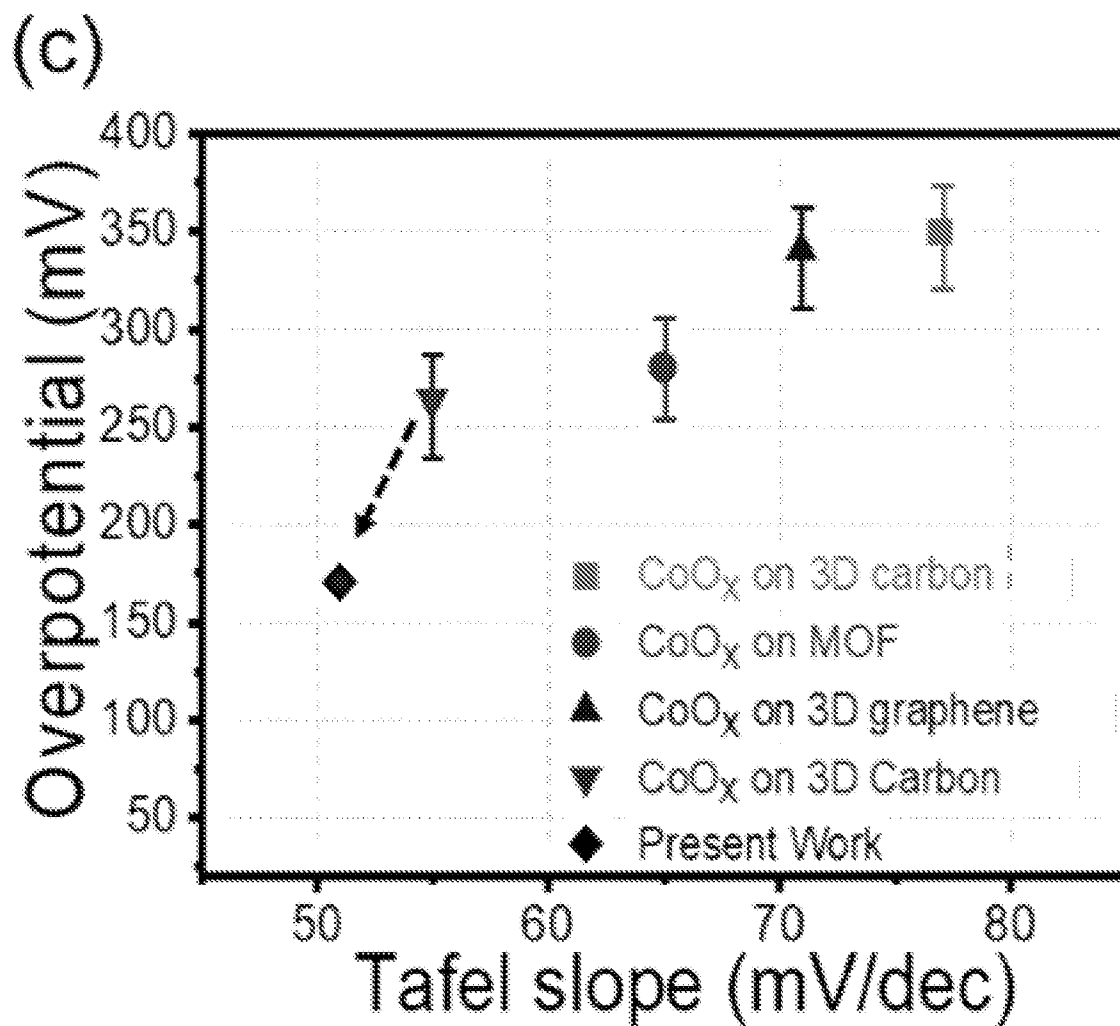 (c)
Overpotential (mV)
400
350
300
250
200
150
100
50
CoOx on 3D carbon
CoOx on MOF
CoOx on 3D graphene
CoOx on 3D Carbon
Present Work
50 60 70 80
Tafel slope (mV/dec)